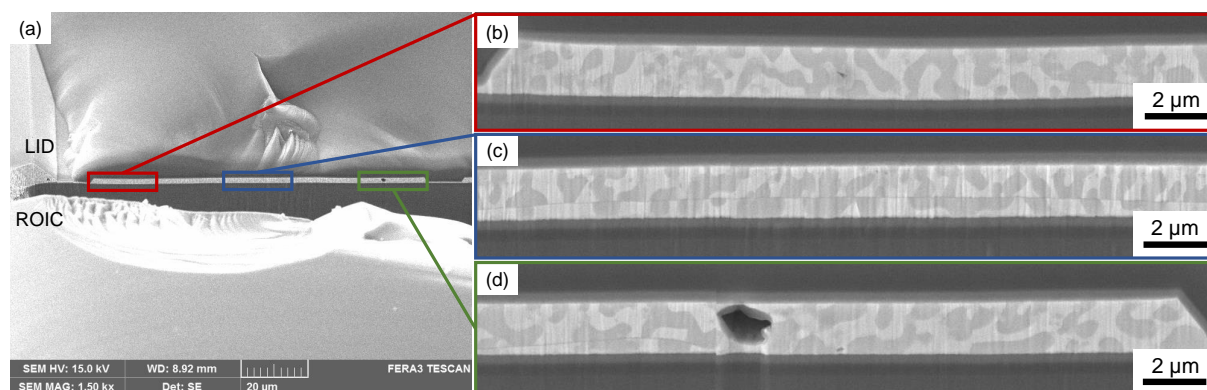 (a)
LID
ROIC
SEM HV: 15.0 kV WD: 8.92 mm FERA3 TESCAN
SEM MAG: 1.50 kx Det: SE 20 µm
(b)
2 µm
(c)
2 µm
(d)
2 µm